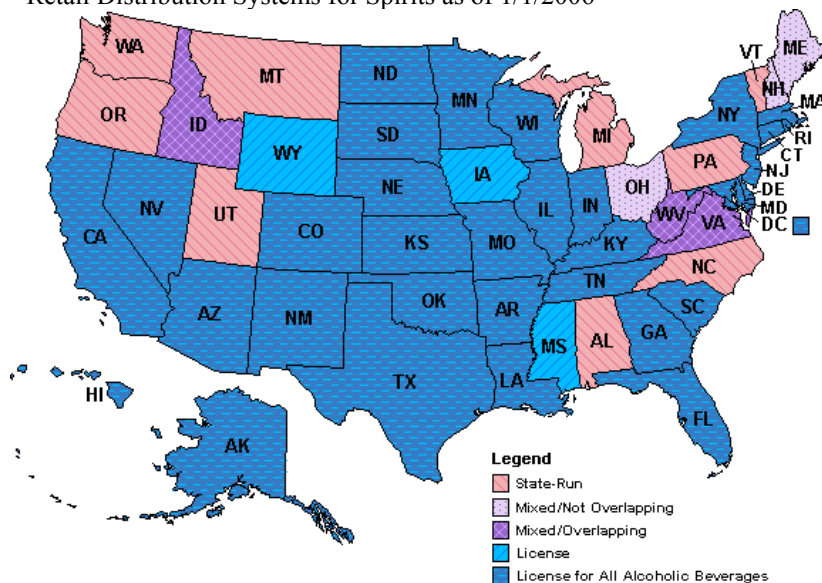 Retail Distribution Systems for Spirits as of 1/1/2006
WA
MT
ND
MN
VT
ME
NH
MA
OR
ID
SD
WI
MI
NY
RI
CT
WY
IA
PA
NJ
NE
OH
DE
NV
UT
IL
IN
WV
VA
MD
DC
CA
CO
KS
MO
KY
NC
TN
AZ
NM
OK
AR
SC
MS
AL
GA
TX
LA
HI
FL
AK
Legend
State-Run
Mixed/Not Overlapping
Mixed/Overlapping
License
License for All Alcoholic Beverages